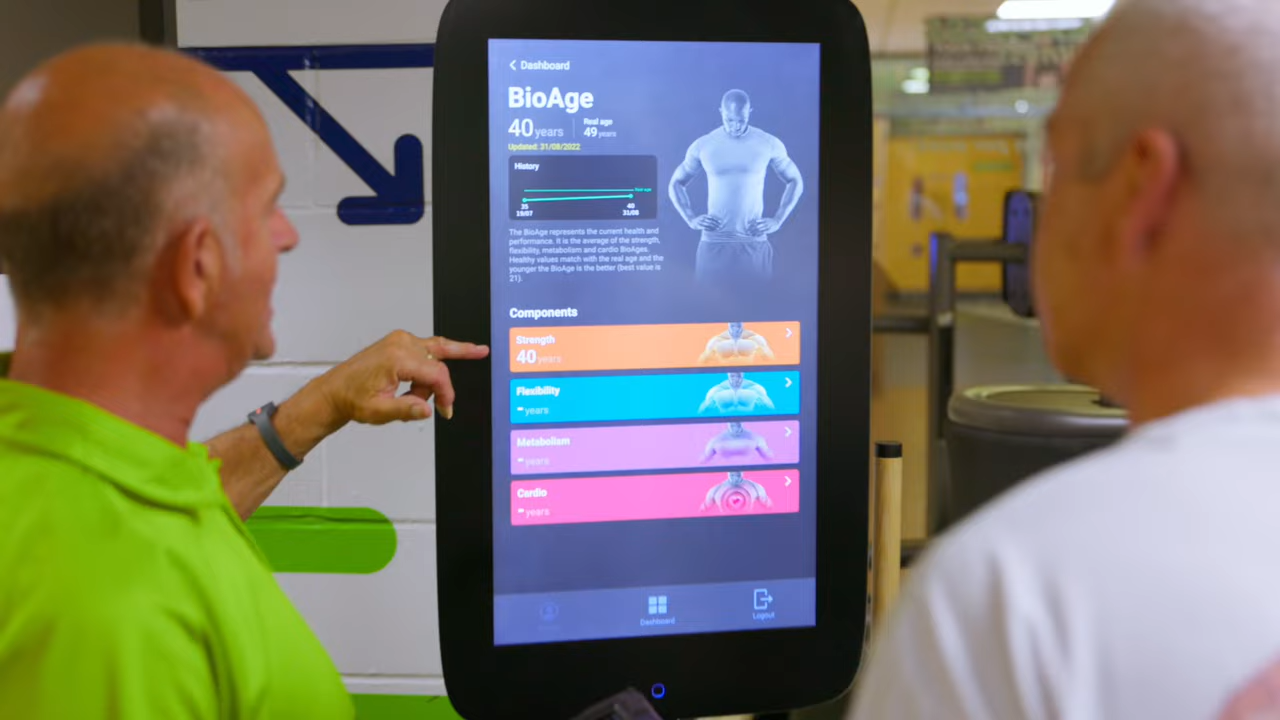 Dashboard
BioAge
40 years
Real age
49 years
Updated: 31/08/2022
History
Real age
35
40
19/07
31/08
The BioAge represents the current health and
performance. It is the average of the strength,
flexibility, metabolism and cardio BioAges.
Healthy values match with the real age and the
younger the BioAge is the better (best value is
21).
Components
Strength
40 years
Flexibility
- years
Metabolism
- years
Cardio
- years
Dashboard
Logout